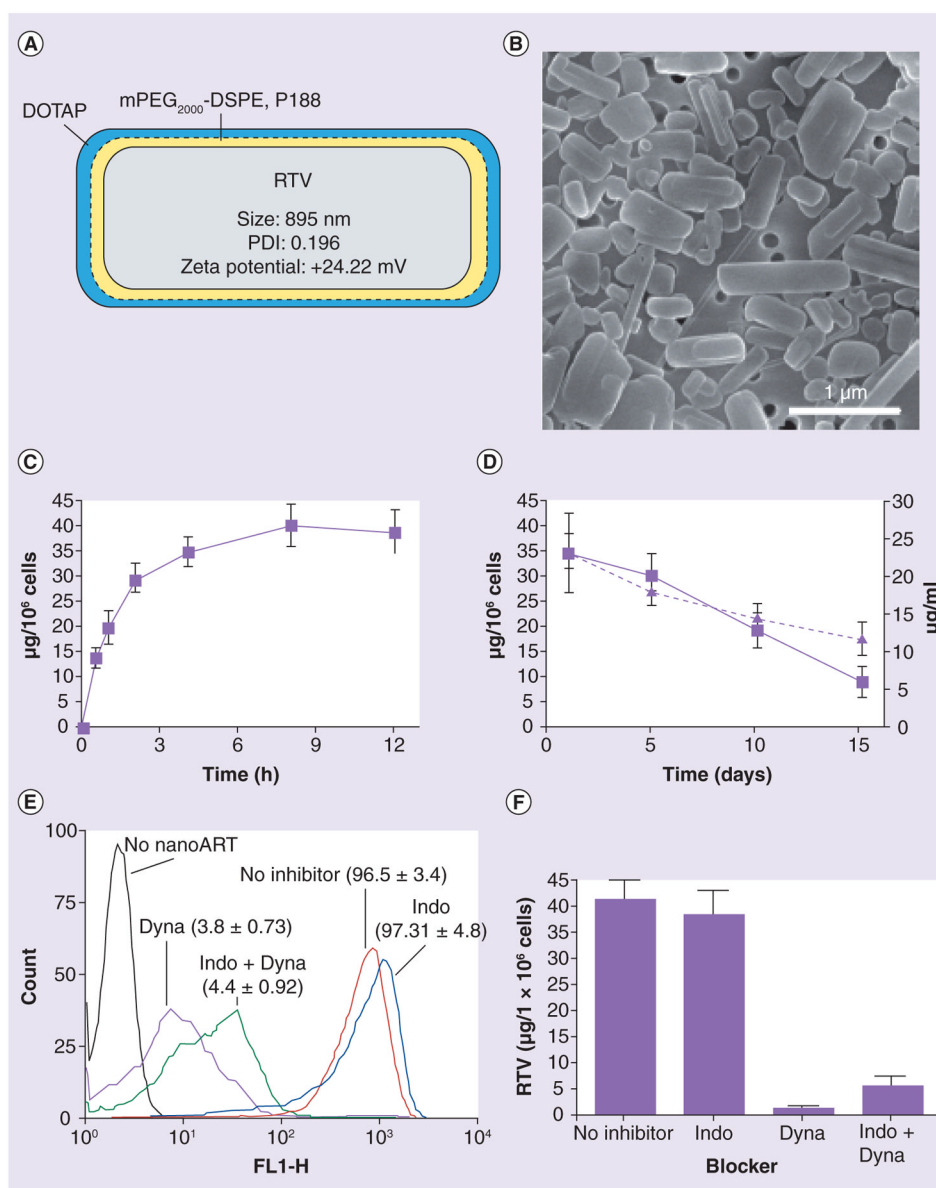 A
mPEG2000-DSPE, P188
DOTAP
RTV
Size: 895 nm
PDI: 0.196
Zeta potential: +24.22 mV
B
1 µm
C
45
40
35
30
25
20
15
10
5
0
µg/10⁶ cells
0 3 6 9 12
Time (h)
D
45
40
35
30
25
20
15
10
5
0
µg/10⁶ cells
30
25
20
15
10
5
0
µg/ml
0 5 10 15
Time (days)
E
100
75
50
25
0
Count
No nanoART
No inhibitor (96.5 ± 3.4)
Indo
(97.31 ± 4.8)
Dyna (3.8 ± 0.73)
Indo + Dyna
(4.4 ± 0.92)
10⁰ 10¹ 10² 10³ 10⁴
FL1-H
F
45
40
35
30
25
20
15
10
5
0
RTV (µg/1 × 10⁶ cells)
No inhibitor Indo Dyna Indo +
Dyna
Blocker